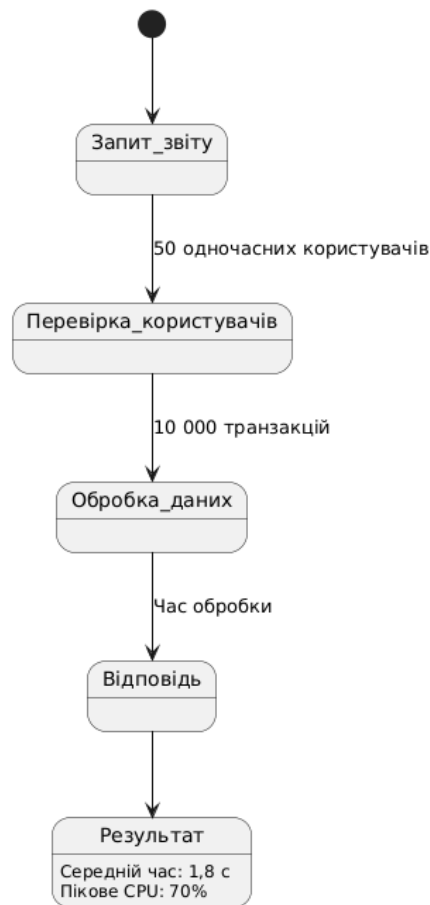 Запит_звіту
50 одночасних користувачів
Перевірка_користувачів
10 000 транзакцій
Обробка_даних
Час обробки
Відповідь
Результат
Середній час: 1,8 с
Пікове CPU: 70%